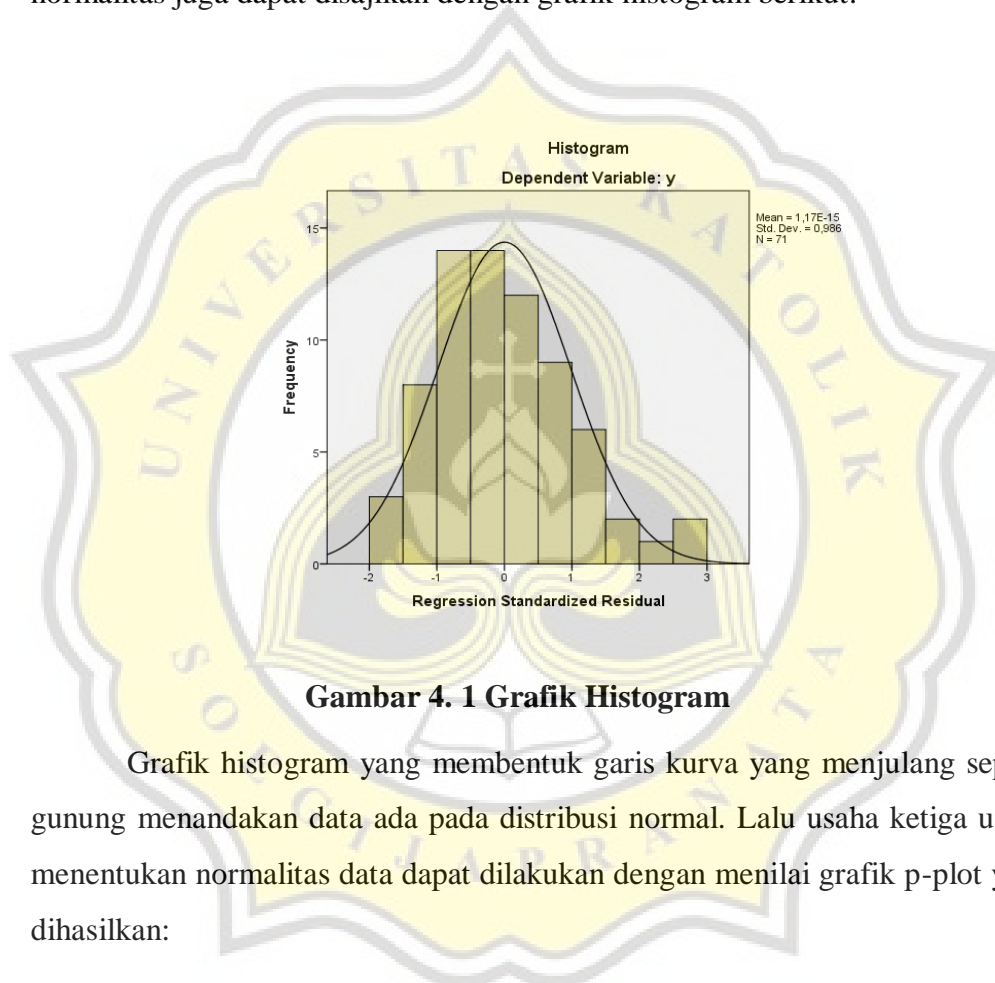 normalitas juga dapat disajikan dengan grafik histogram berikut:
Histogram
Dependent Variable: y
Mean = 1,17E-15
Std. Dev. = 0,986
N = 71
15
10
5
0
Frequency
-2 -1 0 1 2 3
Regression Standardized Residual
UNIVERSITAS KATOLIK
SOEGIJAPRANATA
Gambar 4. 1 Grafik Histogram
Grafik histogram yang membentuk garis kurva yang menjulang sep
gunung menandakan data ada pada distribusi normal. Lalu usaha ketiga u
menentukan normalitas data dapat dilakukan dengan menilai grafik p-plot y
dihasilkan: